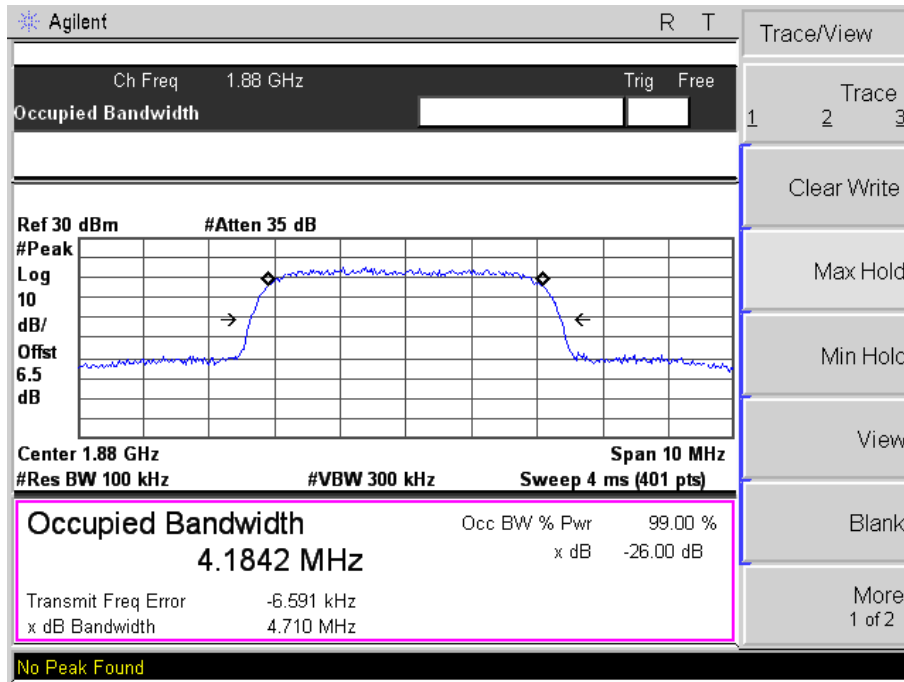 Agilent R T
Ch Freq 1.88 GHz Trig Free
Occupied Bandwidth
Ref 30 dBm #Atten 35 dB
#Peak
Log
10
dB/
Offst
6.5
dB
Center 1.88 GHz Span 10 MHz
#Res BW 100 kHz #VBW 300 kHz Sweep 4 ms (401 pts)
Occupied Bandwidth Occ BW % Pwr 99.00 %
4.1842 MHz x dB -26.00 dB
Transmit Freq Error -6.591 kHz
x dB Bandwidth 4.710 MHz
No Peak Found
Trace/View
Trace
1 2 3
Clear Write
Max Hold
Min Hold
View
Blank
More
1 of 2